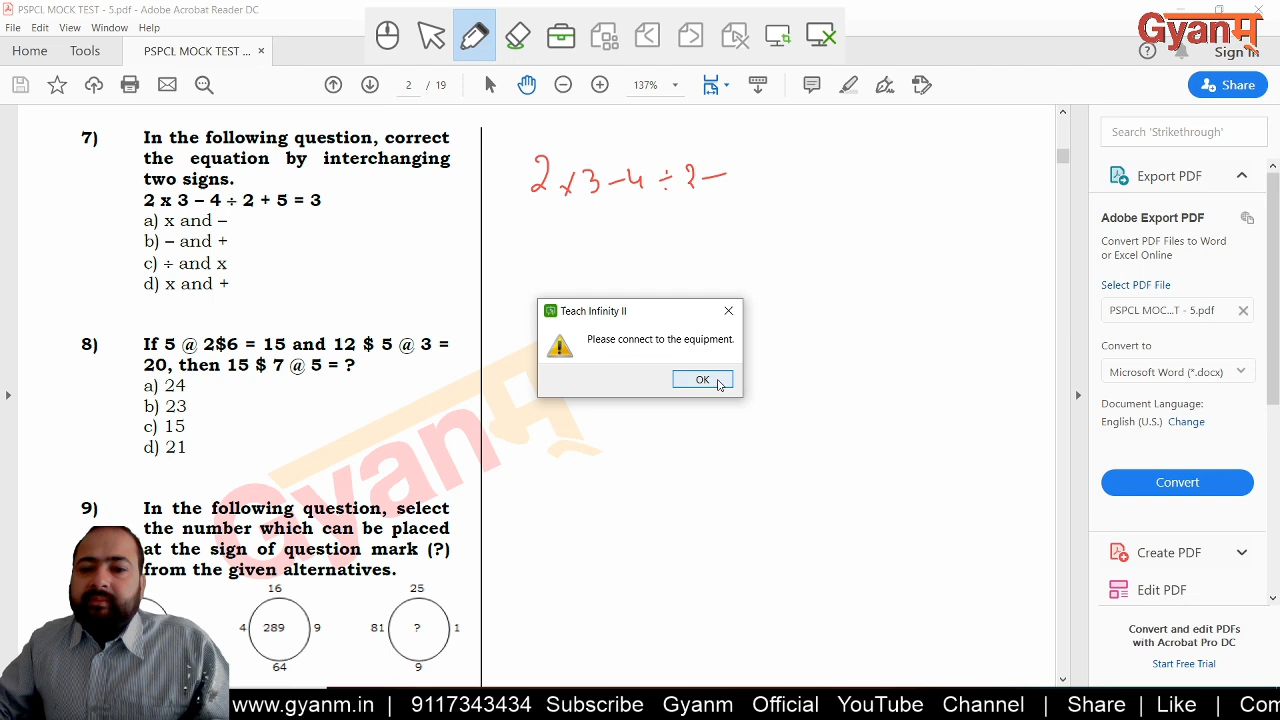 PSPCL MOCK TEST - 5.pdf - Adobe Acrobat Reader DC
File Edit View Window Help
Home Tools PSPCL MOCK TEST ... ×
Gyanम्
Sign In
2 / 19
137%
Share
7) In the following question, correct
the equation by interchanging
two signs.
2 x 3 – 4 ÷ 2 + 5 = 3
a) x and –
b) – and +
c) ÷ and x
d) x and +
8) If 5 @ 2$6 = 15 and 12 $ 5 @ 3 =
20, then 15 $ 7 @ 5 = ?
a) 24
b) 23
c) 15
d) 21
9) In the following question, select
the number which can be placed
at the sign of question mark (?)
from the given alternatives.
16
4 289 9
64
25
81 ? 1
9
2 × 3 – 4 ÷ 2 –
Teach Infinity II
Please connect to the equipment.
OK
Gyanम्
Search 'Strikethrough'
Export PDF
Adobe Export PDF
Convert PDF Files to Word
or Excel Online
Select PDF File
PSPCL MOC...T - 5.pdf
Convert to
Microsoft Word (*.docx)
Document Language:
English (U.S.) Change
Convert
Create PDF
Edit PDF
Convert and edit PDFs
with Acrobat Pro DC
Start Free Trial
www.gyanm.in | 9117343434 Subscribe Gyanm Official YouTube Channel | Share | Like | Con